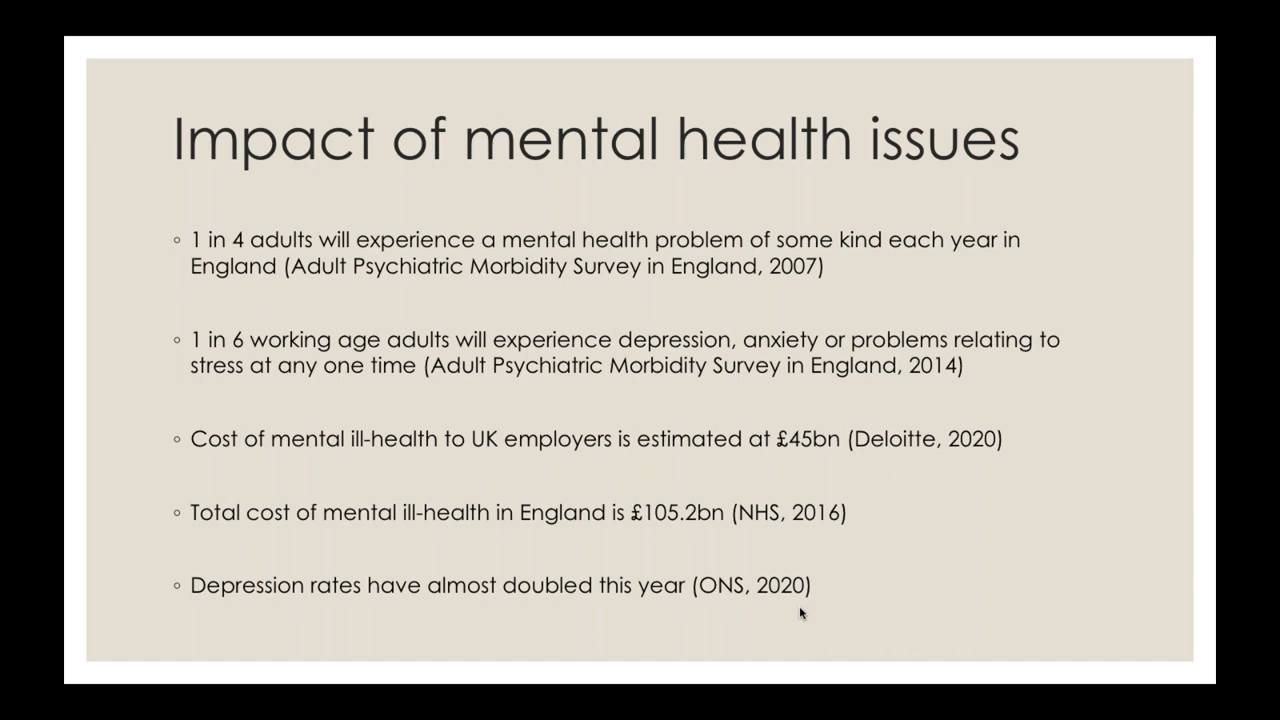 Impact of mental health issues
◦ 1 in 4 adults will experience a mental health problem of some kind each year in
England (Adult Psychiatric Morbidity Survey in England, 2007)
◦ 1 in 6 working age adults will experience depression, anxiety or problems relating to
stress at any one time (Adult Psychiatric Morbidity Survey in England, 2014)
◦ Cost of mental ill-health to UK employers is estimated at £45bn (Deloitte, 2020)
◦ Total cost of mental ill-health in England is £105.2bn (NHS, 2016)
◦ Depression rates have almost doubled this year (ONS, 2020)